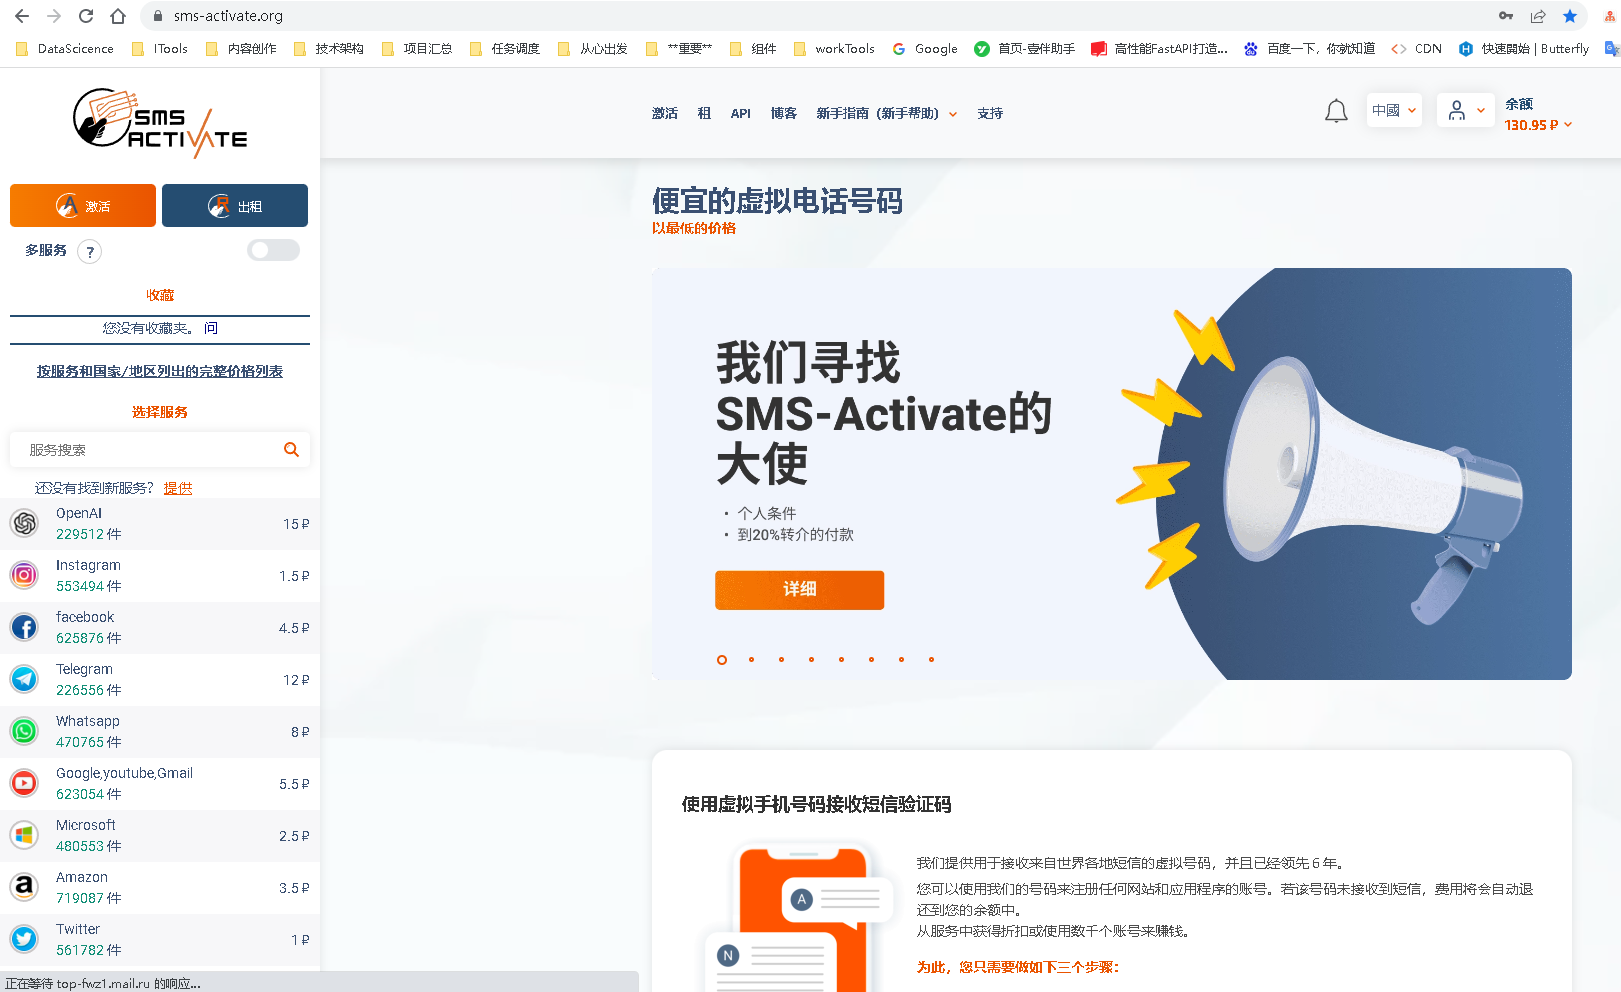 sms-activate.org
DataScicence
ITools
内容创作
技术架构
项目汇总
任务调度
从心出发
**重要**
组件
workTools
Google
首页-壹伴助手
高性能FastAPI打造...
百度一下，你就知道
CDN
快速開始 | Butterfly
SMS
ACTIVATE
激活
租
API
博客
新手指南（新手帮助）
支持
中國
余额
130.95 ₽
激活
出租
多服务
?
收藏
您没有收藏夹。 问
按服务和国家/地区列出的完整价格列表
选择服务
服务搜索
还没有找到新服务? 提供
OpenAI
229512 件
15 ₽
Instagram
553494 件
1.5 ₽
facebook
625876 件
4.5 ₽
Telegram
226556 件
12 ₽
Whatsapp
470765 件
8 ₽
Google,youtube,Gmail
623054 件
5.5 ₽
Microsoft
480553 件
2.5 ₽
Amazon
719087 件
3.5 ₽
Twitter
561782 件
1 ₽
正在等待 top-fwz1.mail.ru 的响应...
便宜的虚拟电话号码
以最低的价格
我们寻找
SMS-Activate的
大使
· 个人条件
· 到20%转介的付款
详细
使用虚拟手机号码接收短信验证码
A
N
我们提供用于接收来自世界各地短信的虚拟号码，并且已经领先 6 年。
您可以使用我们的号码来注册任何网站和应用程序的账号。若该号码未接收到短信，费用将会自动退
还到您的余额中。
从服务中获得折扣或使用数千个账号来赚钱。
为此，您只需要做如下三个步骤：